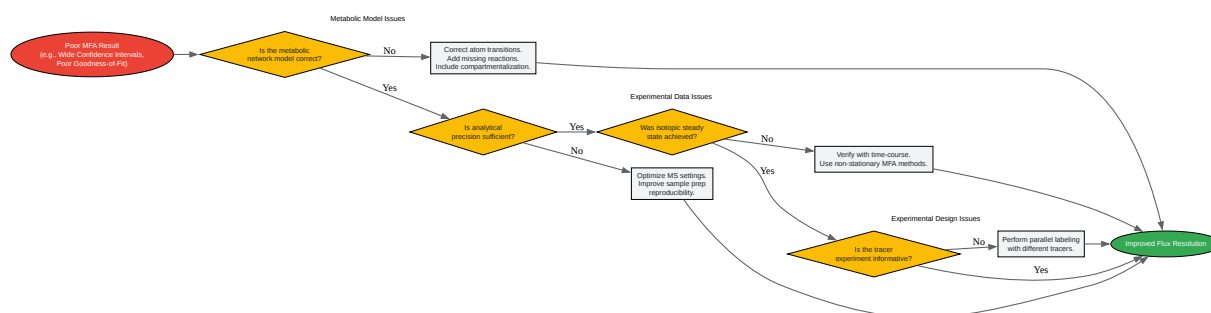 Metabolic Model Issues
Poor MFA Result
(e.g., Wide Confidence Intervals,
Poor Goodness-of-Fit)
Is the metabolic
network model correct?
No
Correct atom transitions.
Add missing reactions.
Include compartmentalization.
Yes
Experimental Data Issues
Is analytical
precision sufficient?
Yes
Was isotopic steady
state achieved?
No
Verify with time-course.
Use non-stationary MFA methods.
No
Optimize MS settings.
Improve sample prep
reproducibility.
Yes
Experimental Design Issues
Is the tracer
experiment informative?
No
Perform parallel labeling
with different tracers.
Yes
Improved Flux Resolution